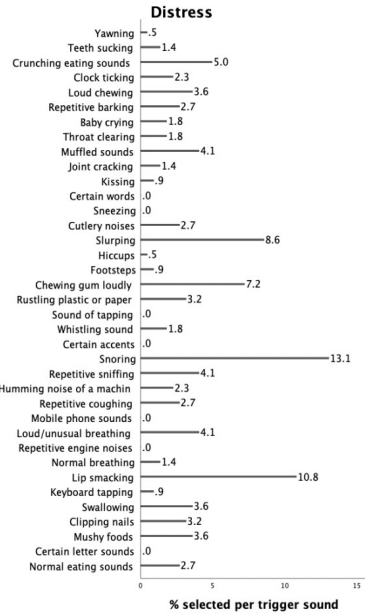 Distress
Yawning .5
Teeth sucking 1.4
Crunching eating sounds 5.0
Clock ticking 2.3
Loud chewing 3.6
Repetitive barking 2.7
Baby crying 1.8
Throat clearing 1.8
Muffled sounds 4.1
Joint cracking 1.4
Kissing .9
Certain words .0
Sneezing .0
Cutlery noises 2.7
Slurping 8.6
Hiccups .5
Footsteps .9
Chewing gum loudly 7.2
Rustling plastic or paper 3.2
Sound of tapping .0
Whistling sound 1.8
Certain accents .0
Snoring 13.1
Repetitive sniffing 4.1
Humming noise of a machin 2.3
Repetitive coughing 2.7
Mobile phone sounds .0
Loud/unusual breathing 4.1
Repetitive engine noises .0
Normal breathing 1.4
Lip smacking 10.8
Keyboard tapping .9
Swallowing 3.6
Clipping nails 3.2
Mushy foods 3.6
Certain letter sounds .0
Normal eating sounds 2.7
0 5 10 15
% selected per trigger sound